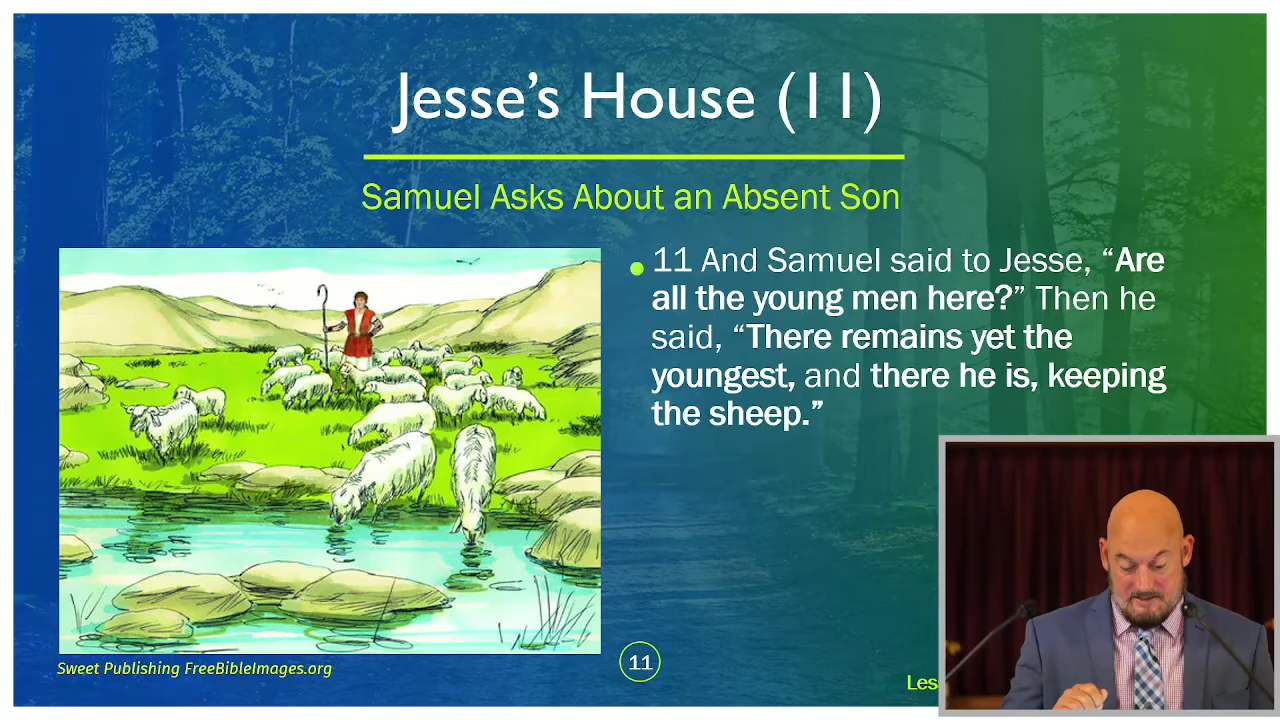 Jesse’s House (11)
Samuel Asks About an Absent Son
11 And Samuel said to Jesse, “Are
all the young men here?” Then he
said, “There remains yet the
youngest, and there he is, keeping
the sheep.”
Sweet Publishing FreeBibleImages.org
11